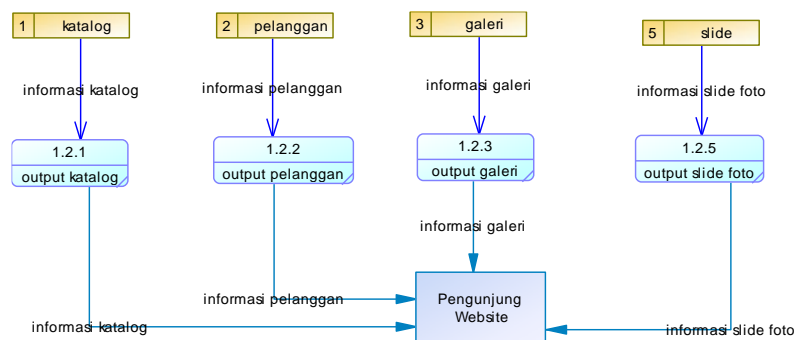 1 katalog
2 pelanggan
3 galeri
5 slide
informasi katalog
informasi pelanggan
informasi galeri
informasi slide foto
1.2.1
output katalog
1.2.2
output pelanggan
1.2.3
output galeri
1.2.5
output slide foto
informasi galeri
Pengunjung
Website
informasi pelanggan
informasi katalog
informasi slide foto